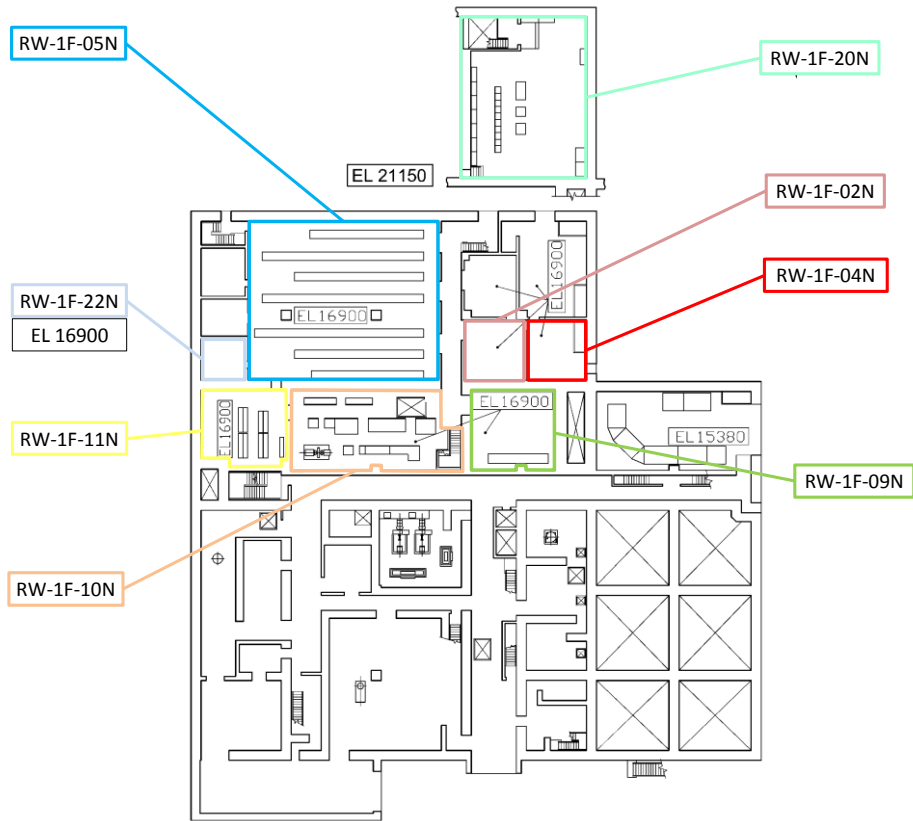 RW-1F-05N
RW-1F-20N
EL 21150
RW-1F-02N
EL16900
RW-1F-04N
RW-1F-22N
EL 16900
EL16900
EL16900
EL16900
RW-1F-11N
EL15380
RW-1F-09N
RW-1F-10N